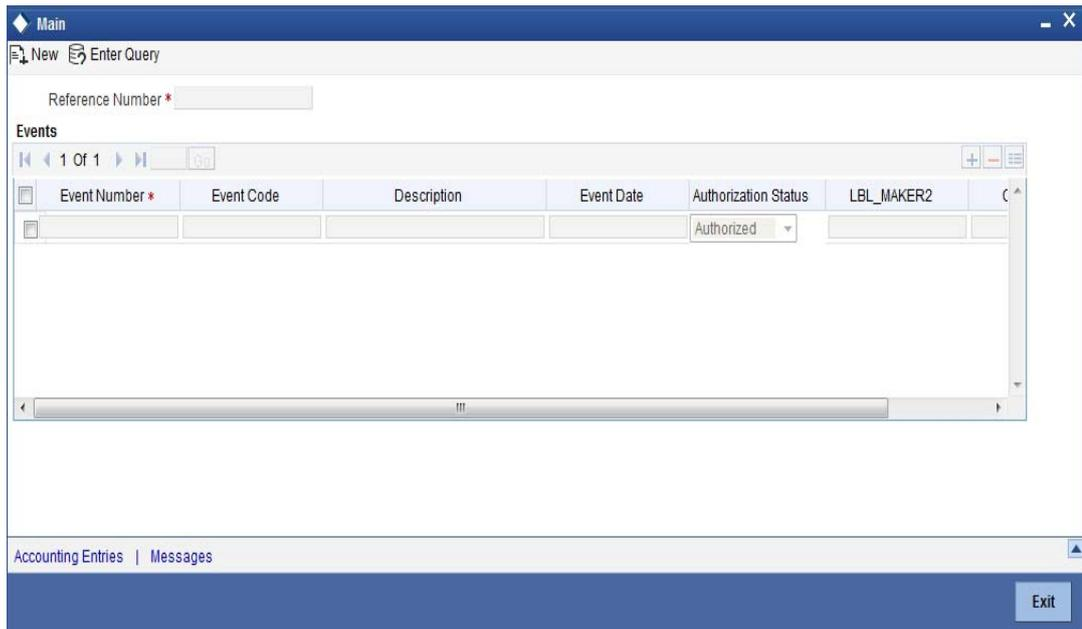 Main
New Enter Query
Reference Number *
Events
1 Of 1 Go
Event Number * Event Code Description Event Date Authorization Status LBL_MAKER2 C
Authorized
Accounting Entries | Messages
Exit